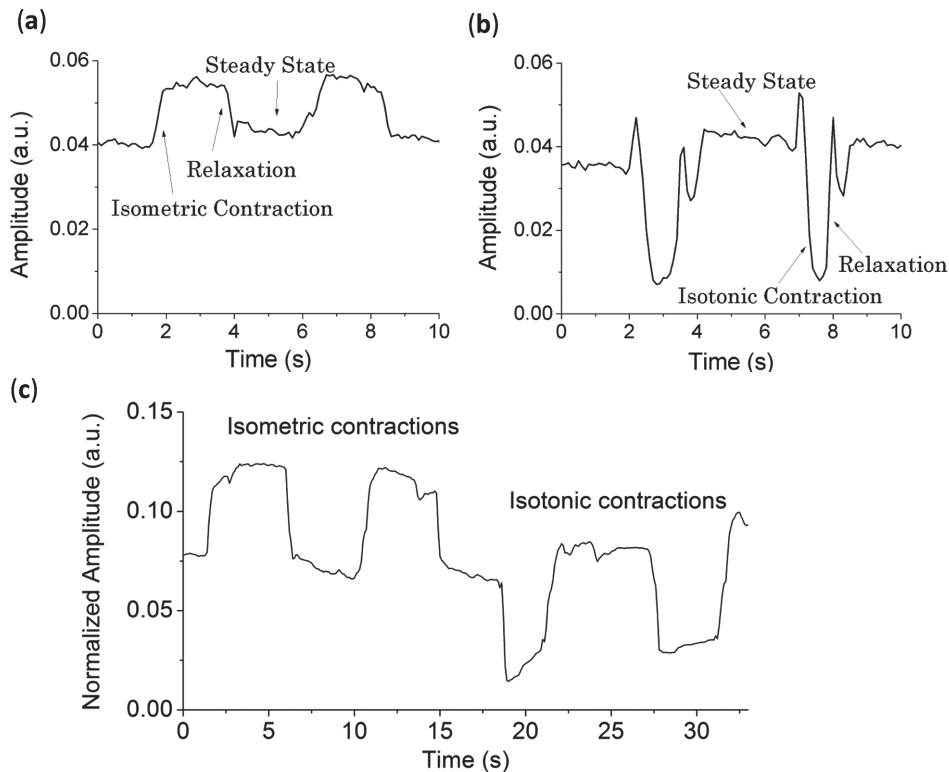 (a)
0.06
0.04
0.02
0.00
Amplitude (a.u.)
Steady State
Relaxation
Isometric Contraction
0 2 4 6 8 10
Time (s)
(b)
0.06
0.04
0.02
0.00
Amplitude (a.u.)
Steady State
Relaxation
Isotonic Contraction
0 2 4 6 8 10
Time (s)
(c)
0.15
0.10
0.05
0.00
Normalized Amplitude (a.u.)
Isometric contractions
Isotonic contractions
0 5 10 15 20 25 30
Time (s)